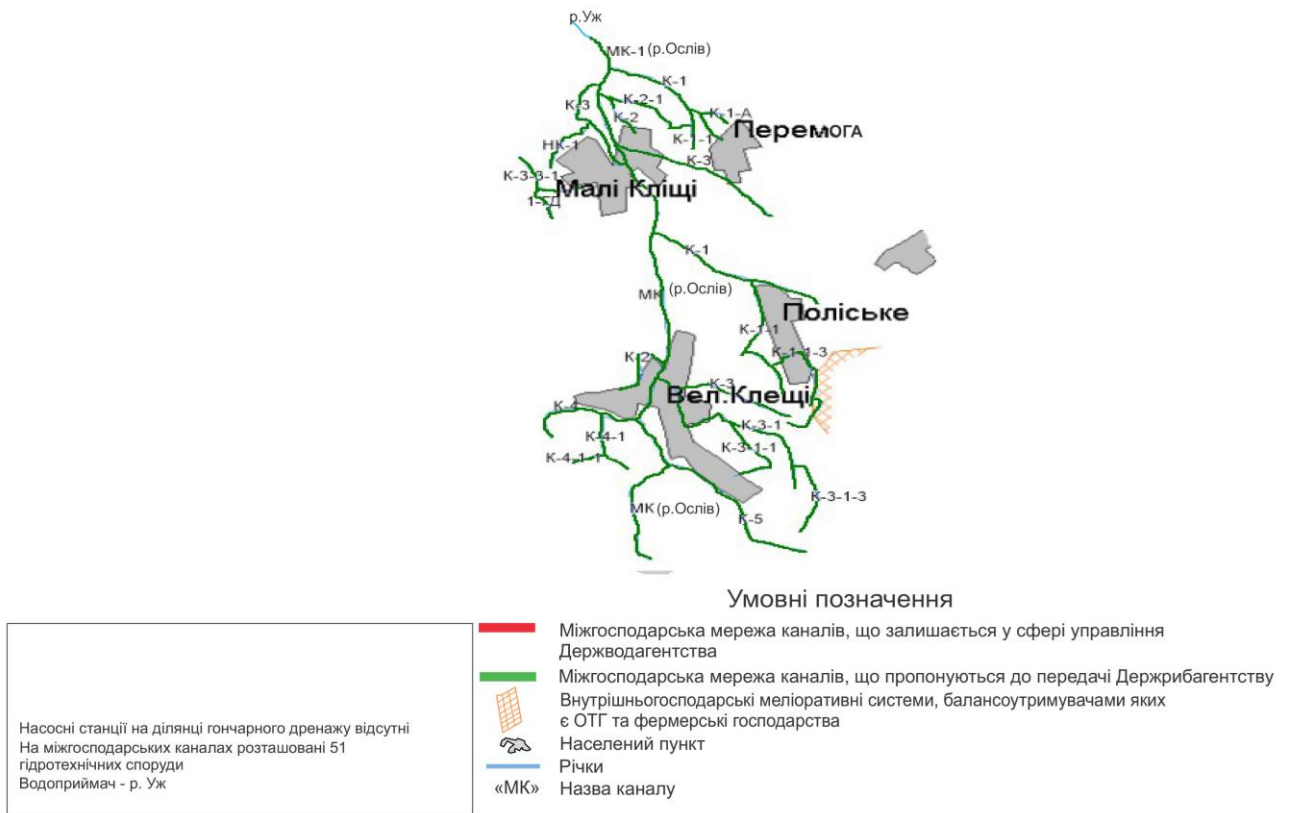 р.Уж
МК-1 (р.Ослів)
К-1
К-2-1
К-3
К-2
К-1-А
Перемога
К-1-1
НК-1
К-3
К-3-3-1
Малі Кліщі
1-ГД
К-1
МК (р.Ослів)
Поліське
К-1-1
К-1-1-3
К-2
К-3
Вел.Клещі
К-4
К-3-1
К-4-1
К-3-1-1
К-4-1-1
К-3-1-3
МК (р.Ослів)
К-5
Умовні позначення
Міжгосподарська мережа каналів, що залишається у сфері управління
Держводагентства
Міжгосподарська мережа каналів, що пропонуються до передачі Держрибагентству
Внутрішньогосподарські меліоративні системи, балансоутримувачами яких
є ОТГ та фермерські господарства
Населений пункт
Річки
«МК» Назва каналу
Насосні станції на ділянці гончарного дренажу відсутні
На міжгосподарських каналах розташовані 51
гідротехнічних споруди
Водоприймач - р. Уж